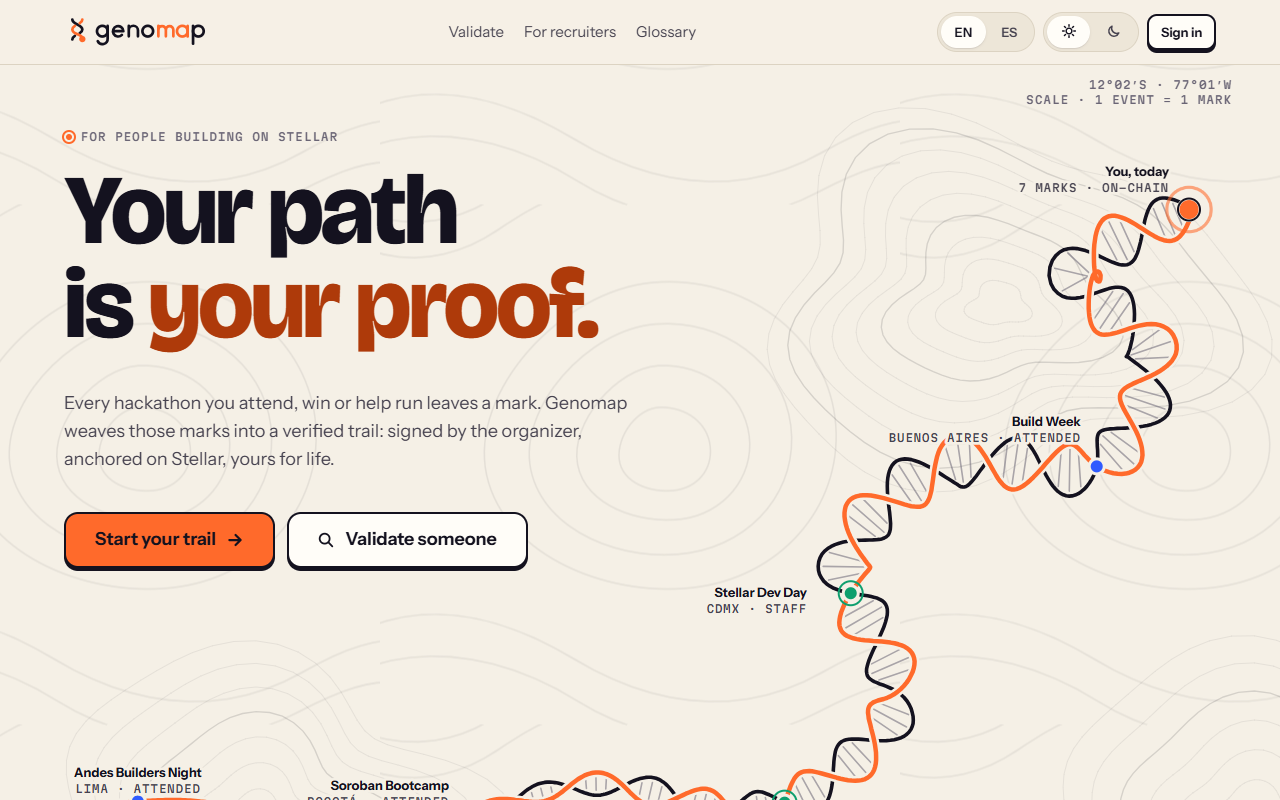 genomap
Validate
For recruiters
Glossary
EN
ES
Sign in
12°02′S · 77°01′W
SCALE · 1 EVENT = 1 MARK
FOR PEOPLE BUILDING ON STELLAR
Your path
is your proof.
You, today
7 MARKS · ON-CHAIN
Every hackathon you attend, win or help run leaves a mark. Genomap
weaves those marks into a verified trail: signed by the organizer,
anchored on Stellar, yours for life.
Build Week
BUENOS AIRES · ATTENDED
Start your trail →
Validate someone
Stellar Dev Day
CDMX · STAFF
Andes Builders Night
LIMA · ATTENDED
Soroban Bootcamp
BOGOTÁ · ATTENDED